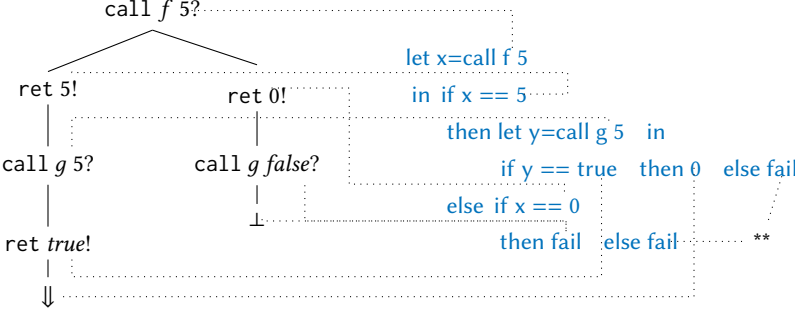 call f 5?
let x=call f 5
ret 5!
ret 0!
in if x == 5
then let y=call g 5 in
call g 5?
call g false?
if y == true then 0 else fail
else if x == 0
⊥
ret true!
then fail else fail
**
⇓